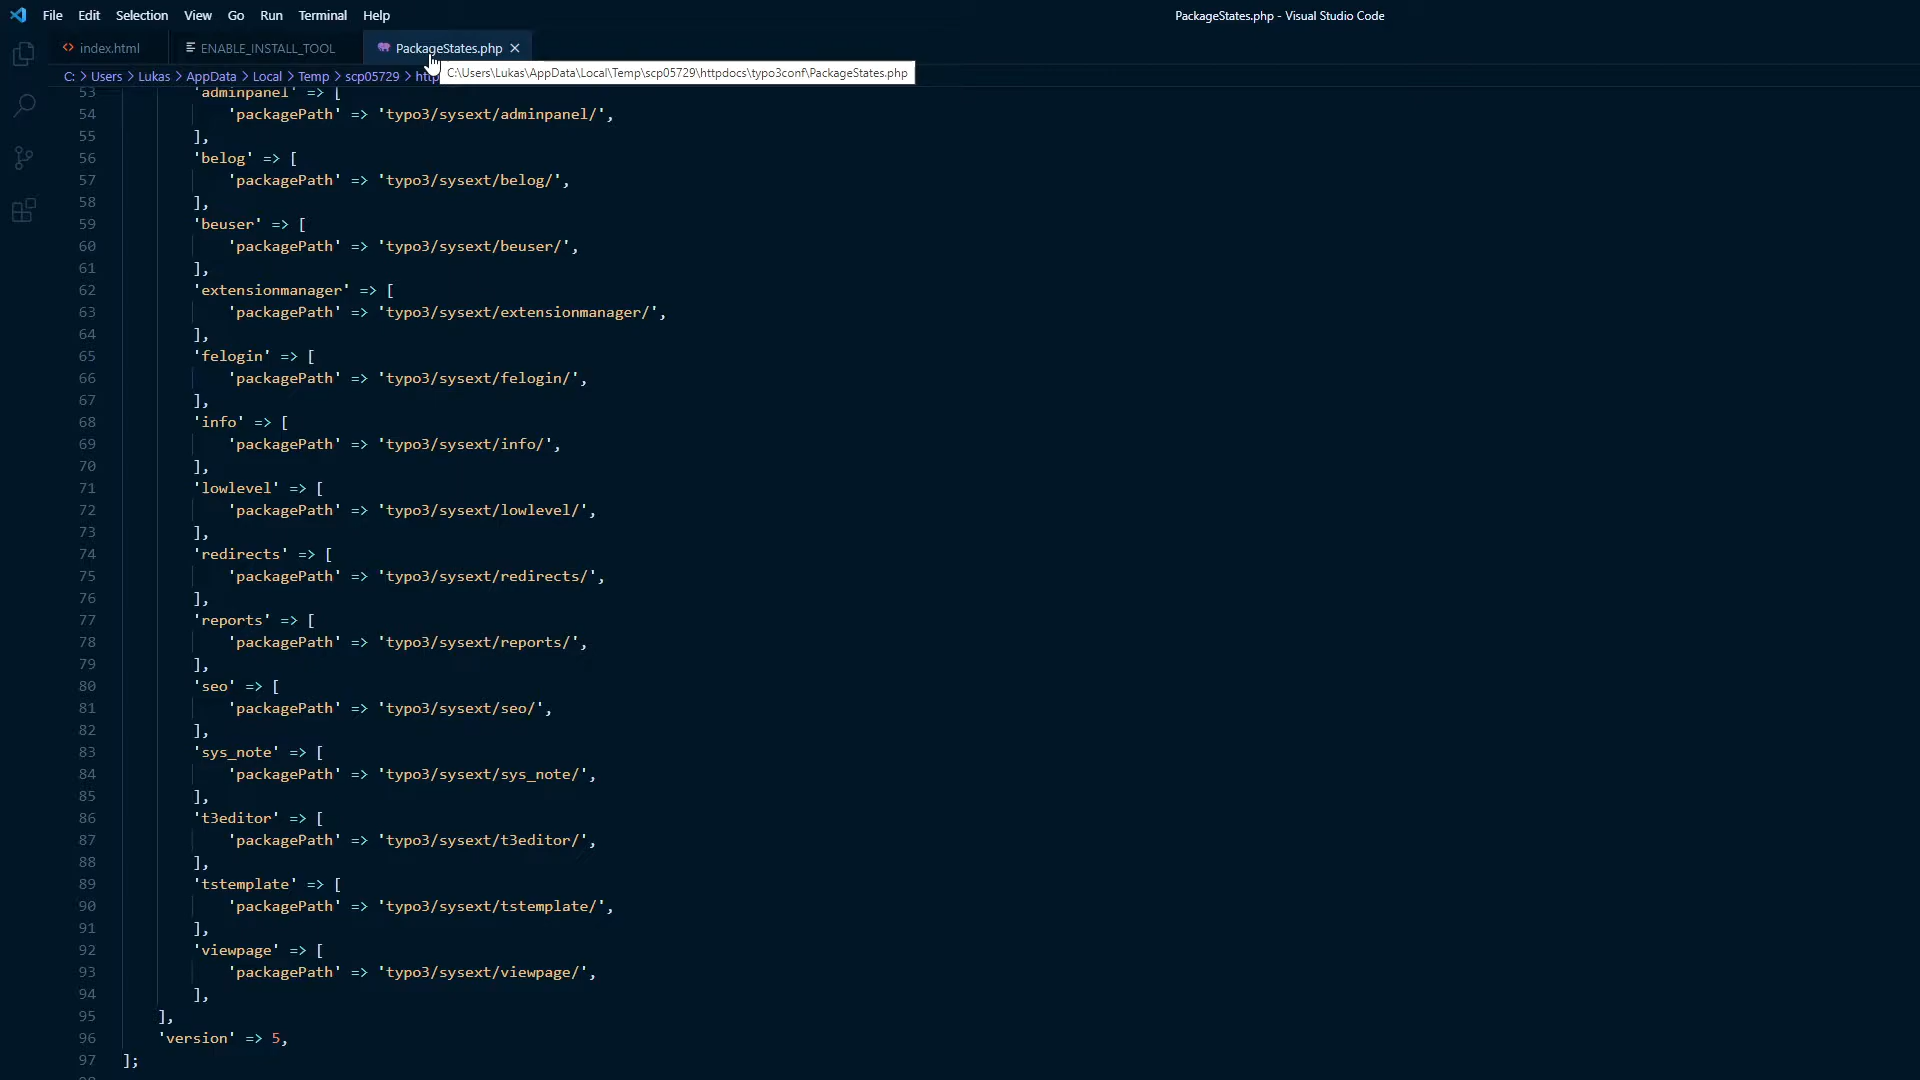 File Edit Selection View Go Run Terminal Help
PackageStates.php - Visual Studio Code
index.html ENABLE_INSTALL_TOOL PackageStates.php
C: > Users > Lukas > AppData > Local > Temp > scp05729 > http
C:\Users\Lukas\AppData\Local\Temp\scp05729\httpdocs\typo3conf\PackageStates.php
53 'adminpanel' => [
54 'packagePath' => 'typo3/sysext/adminpanel/',
55 ],
56 'belog' => [
57 'packagePath' => 'typo3/sysext/belog/',
58 ],
59 'beuser' => [
60 'packagePath' => 'typo3/sysext/beuser/',
61 ],
62 'extensionmanager' => [
63 'packagePath' => 'typo3/sysext/extensionmanager/',
64 ],
65 'felogin' => [
66 'packagePath' => 'typo3/sysext/felogin/',
67 ],
68 'info' => [
69 'packagePath' => 'typo3/sysext/info/',
70 ],
71 'lowlevel' => [
72 'packagePath' => 'typo3/sysext/lowlevel/',
73 ],
74 'redirects' => [
75 'packagePath' => 'typo3/sysext/redirects/',
76 ],
77 'reports' => [
78 'packagePath' => 'typo3/sysext/reports/',
79 ],
80 'seo' => [
81 'packagePath' => 'typo3/sysext/seo/',
82 ],
83 'sys_note' => [
84 'packagePath' => 'typo3/sysext/sys_note/',
85 ],
86 't3editor' => [
87 'packagePath' => 'typo3/sysext/t3editor/',
88 ],
89 'tstemplate' => [
90 'packagePath' => 'typo3/sysext/tstemplate/',
91 ],
92 'viewpage' => [
93 'packagePath' => 'typo3/sysext/viewpage/',
94 ],
95 ],
96 'version' => 5,
97 ];